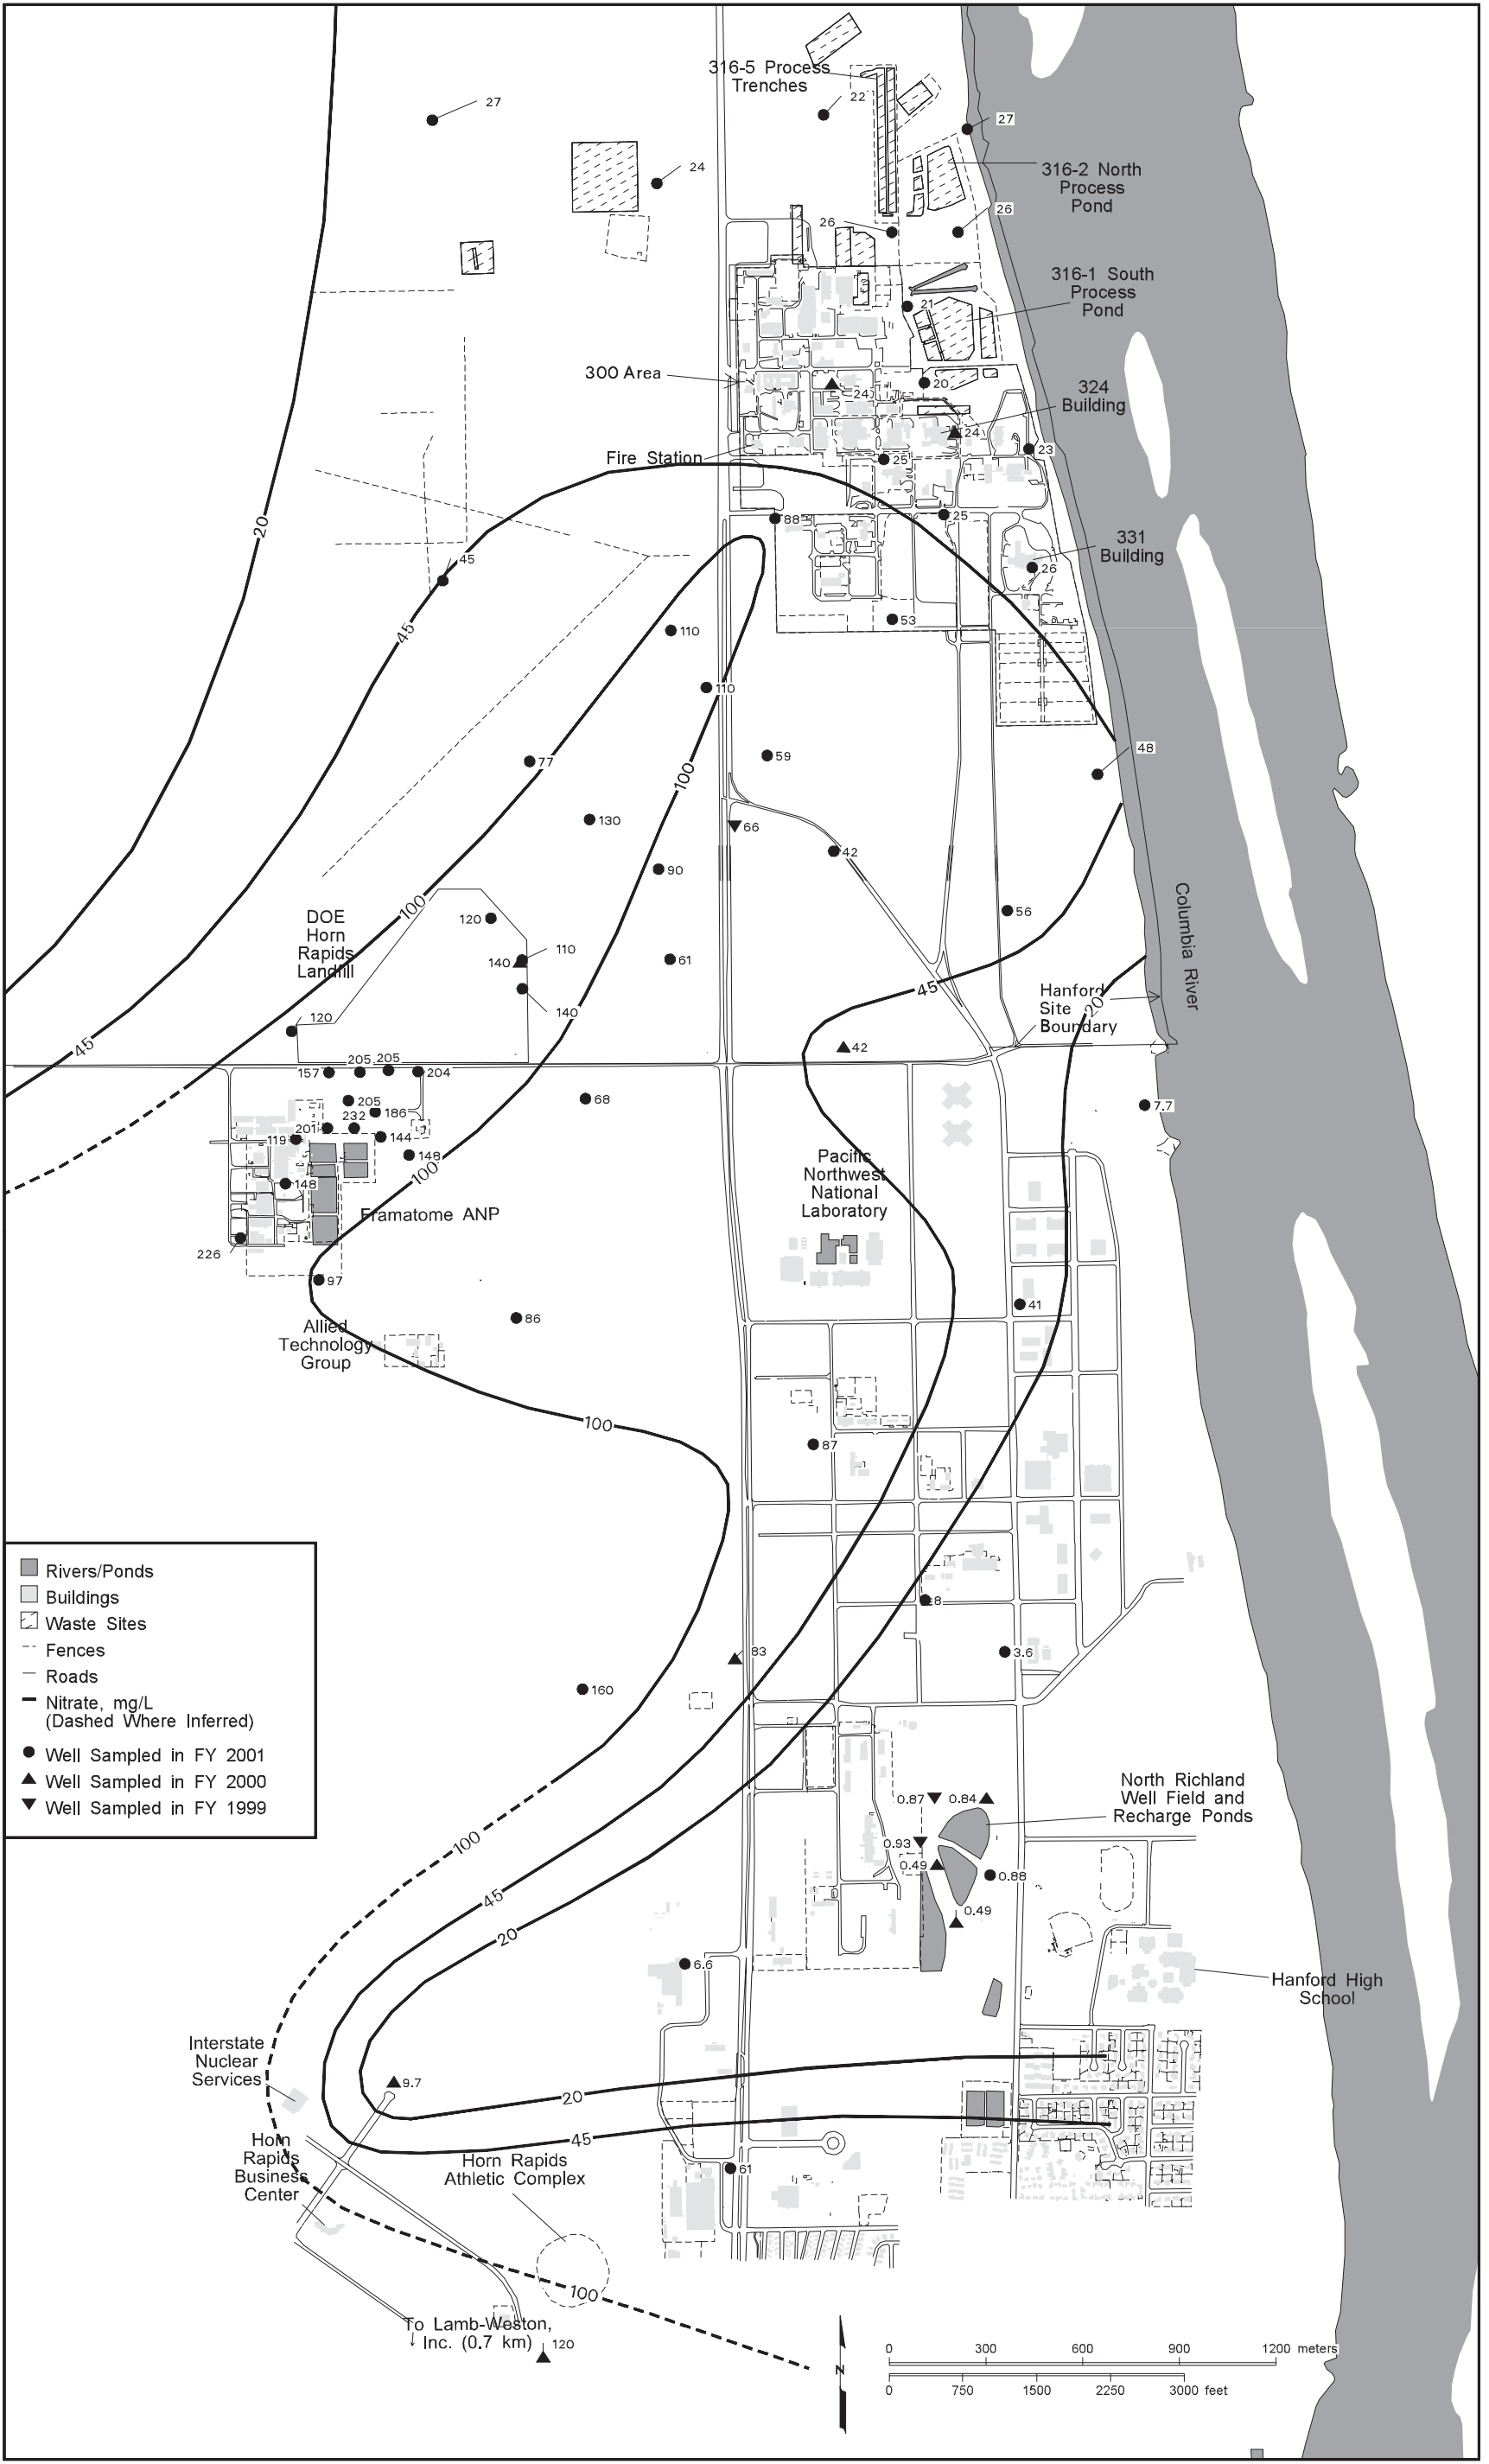 316-5 Process
Trenches
27
22
27
24
316-2 North
Process
Pond
26
26
316-1 South
Process
Pond
21
300 Area
20
24
324
Building
24
23
Fire Station
25
20
88
25
331
Building
45
26
45
53
110
110
48
59
77
100
130
66
42
90
Columbia River
100
120
56
DOE
Horn
Rapids
Landfill
110
140
61
45
Hanford
Site
Boundary
20
140
120
45
42
157
205
205
204
68
7.7
205
186
232
201
119
144
148
100
148
Pacific
Northwest
National
Laboratory
Framatome ANP
226
97
86
41
Allied
Technology
Group
100
87
8
3.6
83
160
Rivers/Ponds
Buildings
Waste Sites
Fences
Roads
Nitrate, mg/L
(Dashed Where Inferred)
Well Sampled in FY 2001
Well Sampled in FY 2000
Well Sampled in FY 1999
North Richland
Well Field and
Recharge Ponds
0.87
0.84
100
0.93
0.49
0.88
45
0.49
20
6.6
Hanford High
School
Interstate
Nuclear
Services
9.7
20
45
Horn
Rapids
Business
Center
Horn Rapids
Athletic Complex
61
100
To Lamb-Weston,
Inc. (0.7 km)
120
N
0 300 600 900 1200 meters
0 750 1500 2250 3000 feet